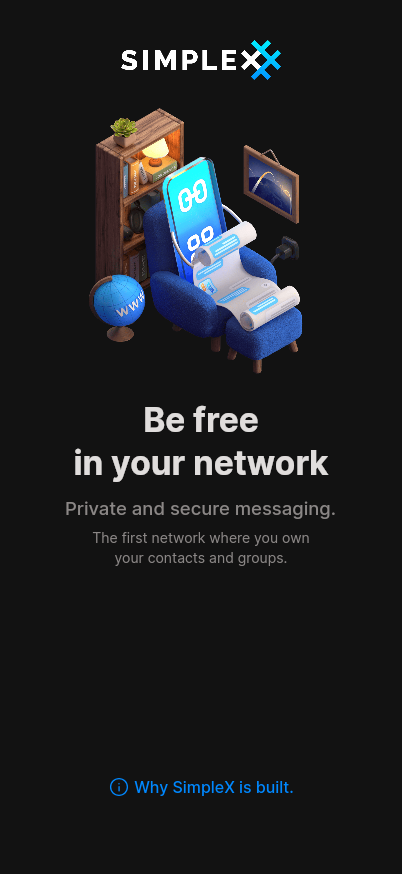 SIMPLEX
www
Be free
in your network
Private and secure messaging.
The first network where you own
your contacts and groups.
Why SimpleX is built.